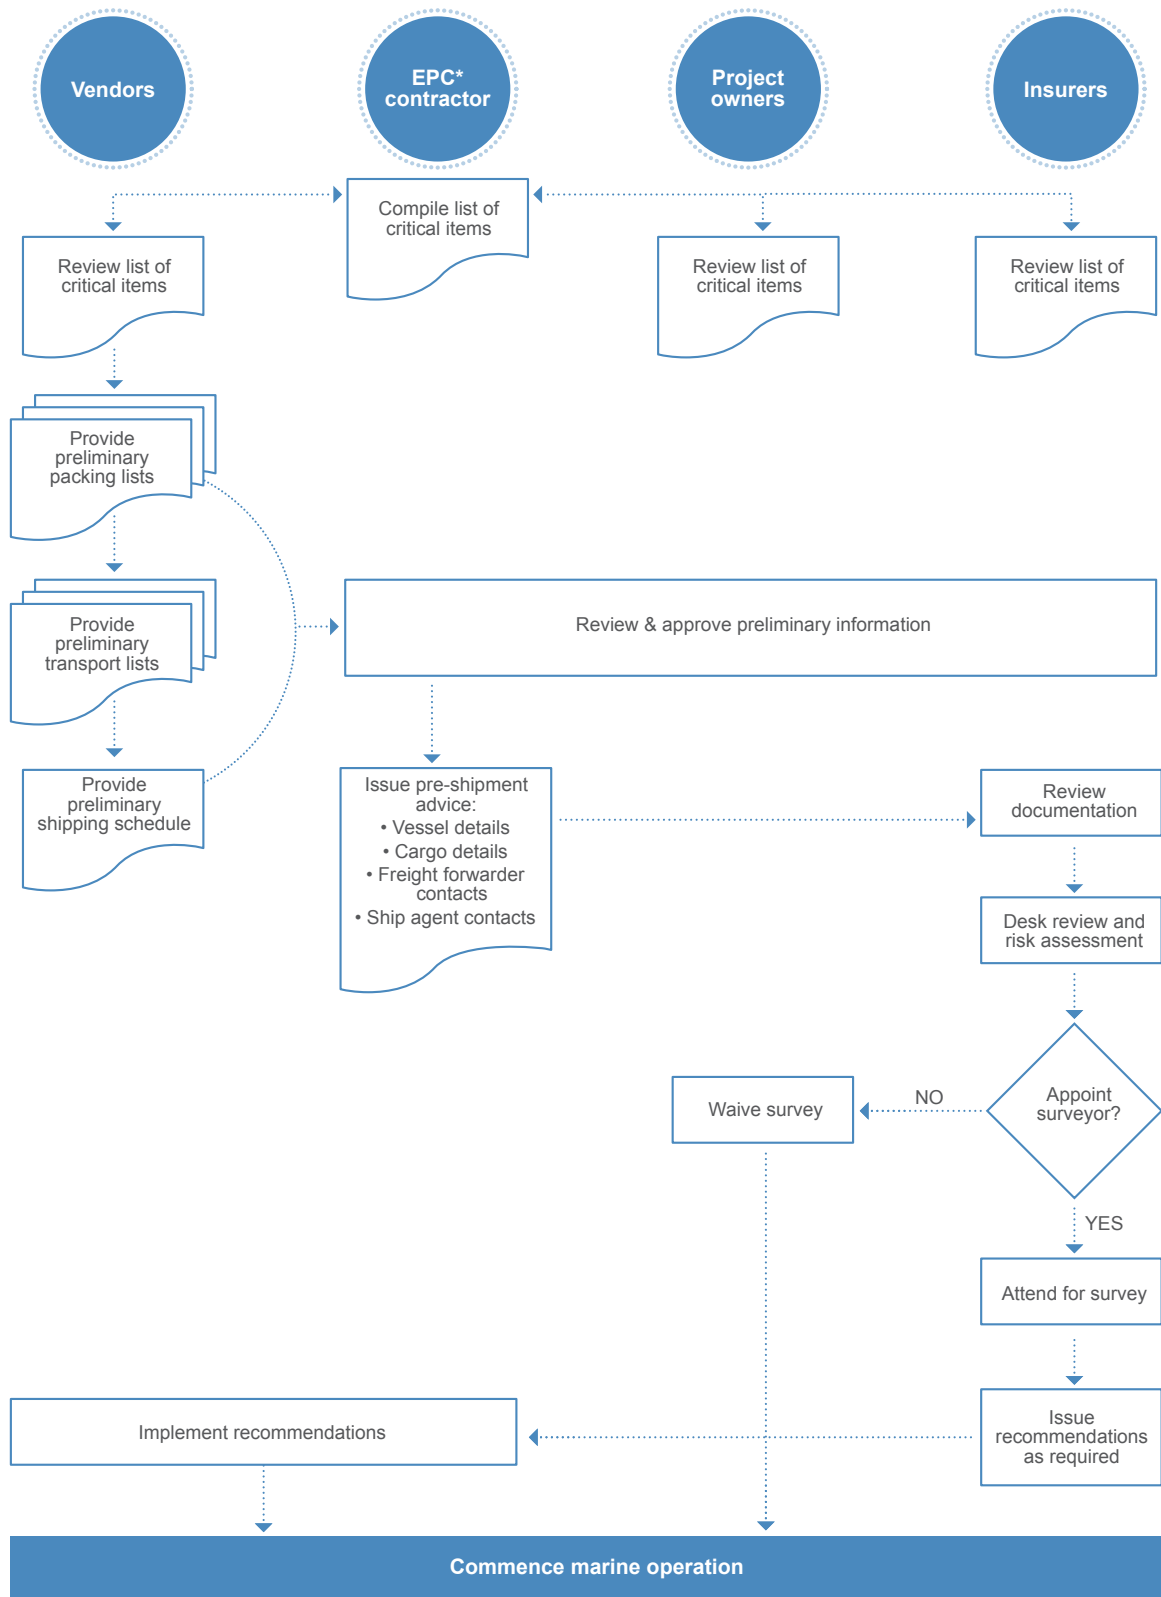 Vendors
EPC*
contractor
Project
owners
Insurers
Compile list of
critical items
Review list of
critical items
Review list of
critical items
Review list of
critical items
Provide
preliminary
packing lists
Provide
preliminary
transport lists
Review & approve preliminary information
Provide
preliminary
shipping schedule
Issue pre-shipment
advice:
• Vessel details
• Cargo details
• Freight forwarder
contacts
• Ship agent contacts
Review
documentation
Desk review and
risk assessment
Appoint
surveyor?
NO
Waive survey
YES
Attend for survey
Issue
recommendations
as required
Implement recommendations
Commence marine operation